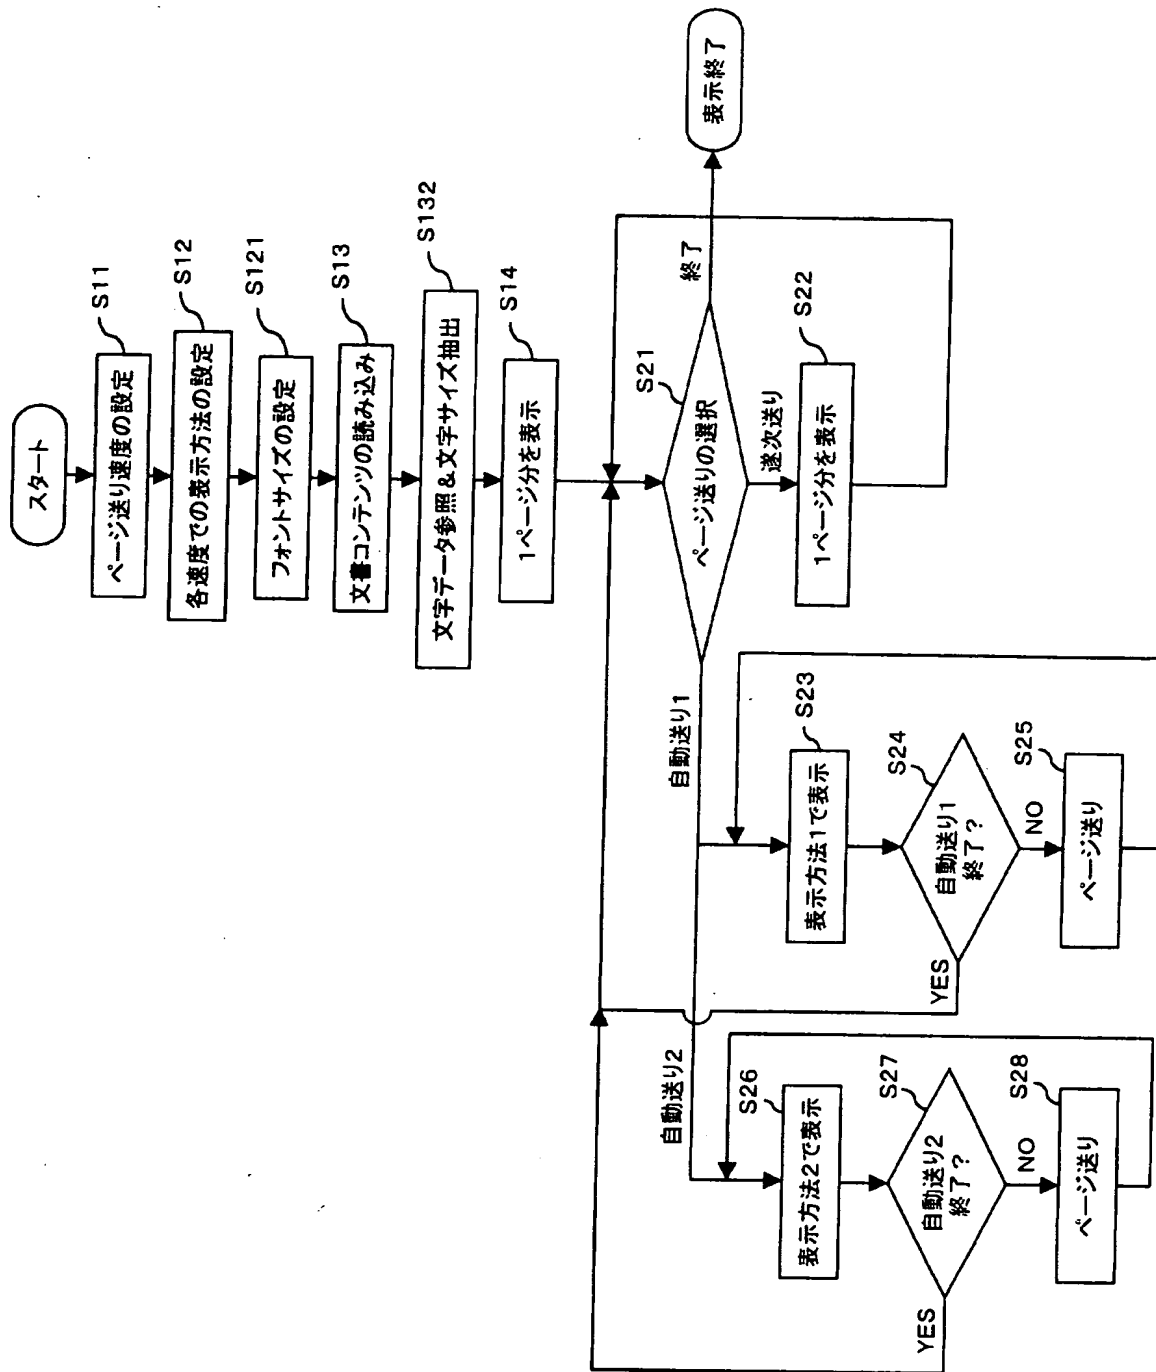 スタート
ページ送り速度の設定
S11
各速度での表示方法の設定
S12
フォントサイズの設定
S121
文書コンテンツの読み込み
S13
文字データ参照&文字サイズ抽出
S132
1ページ分を表示
S14
ページ送りの選択
S21
終了
表示終了
逐次送り
1ページ分を表示
S22
自動送り1
表示方法1で表示
S23
自動送り1
終了?
S24
YES
NO
ページ送り
S25
自動送り2
表示方法2で表示
S26
自動送り2
終了?
S27
YES
NO
ページ送り
S28